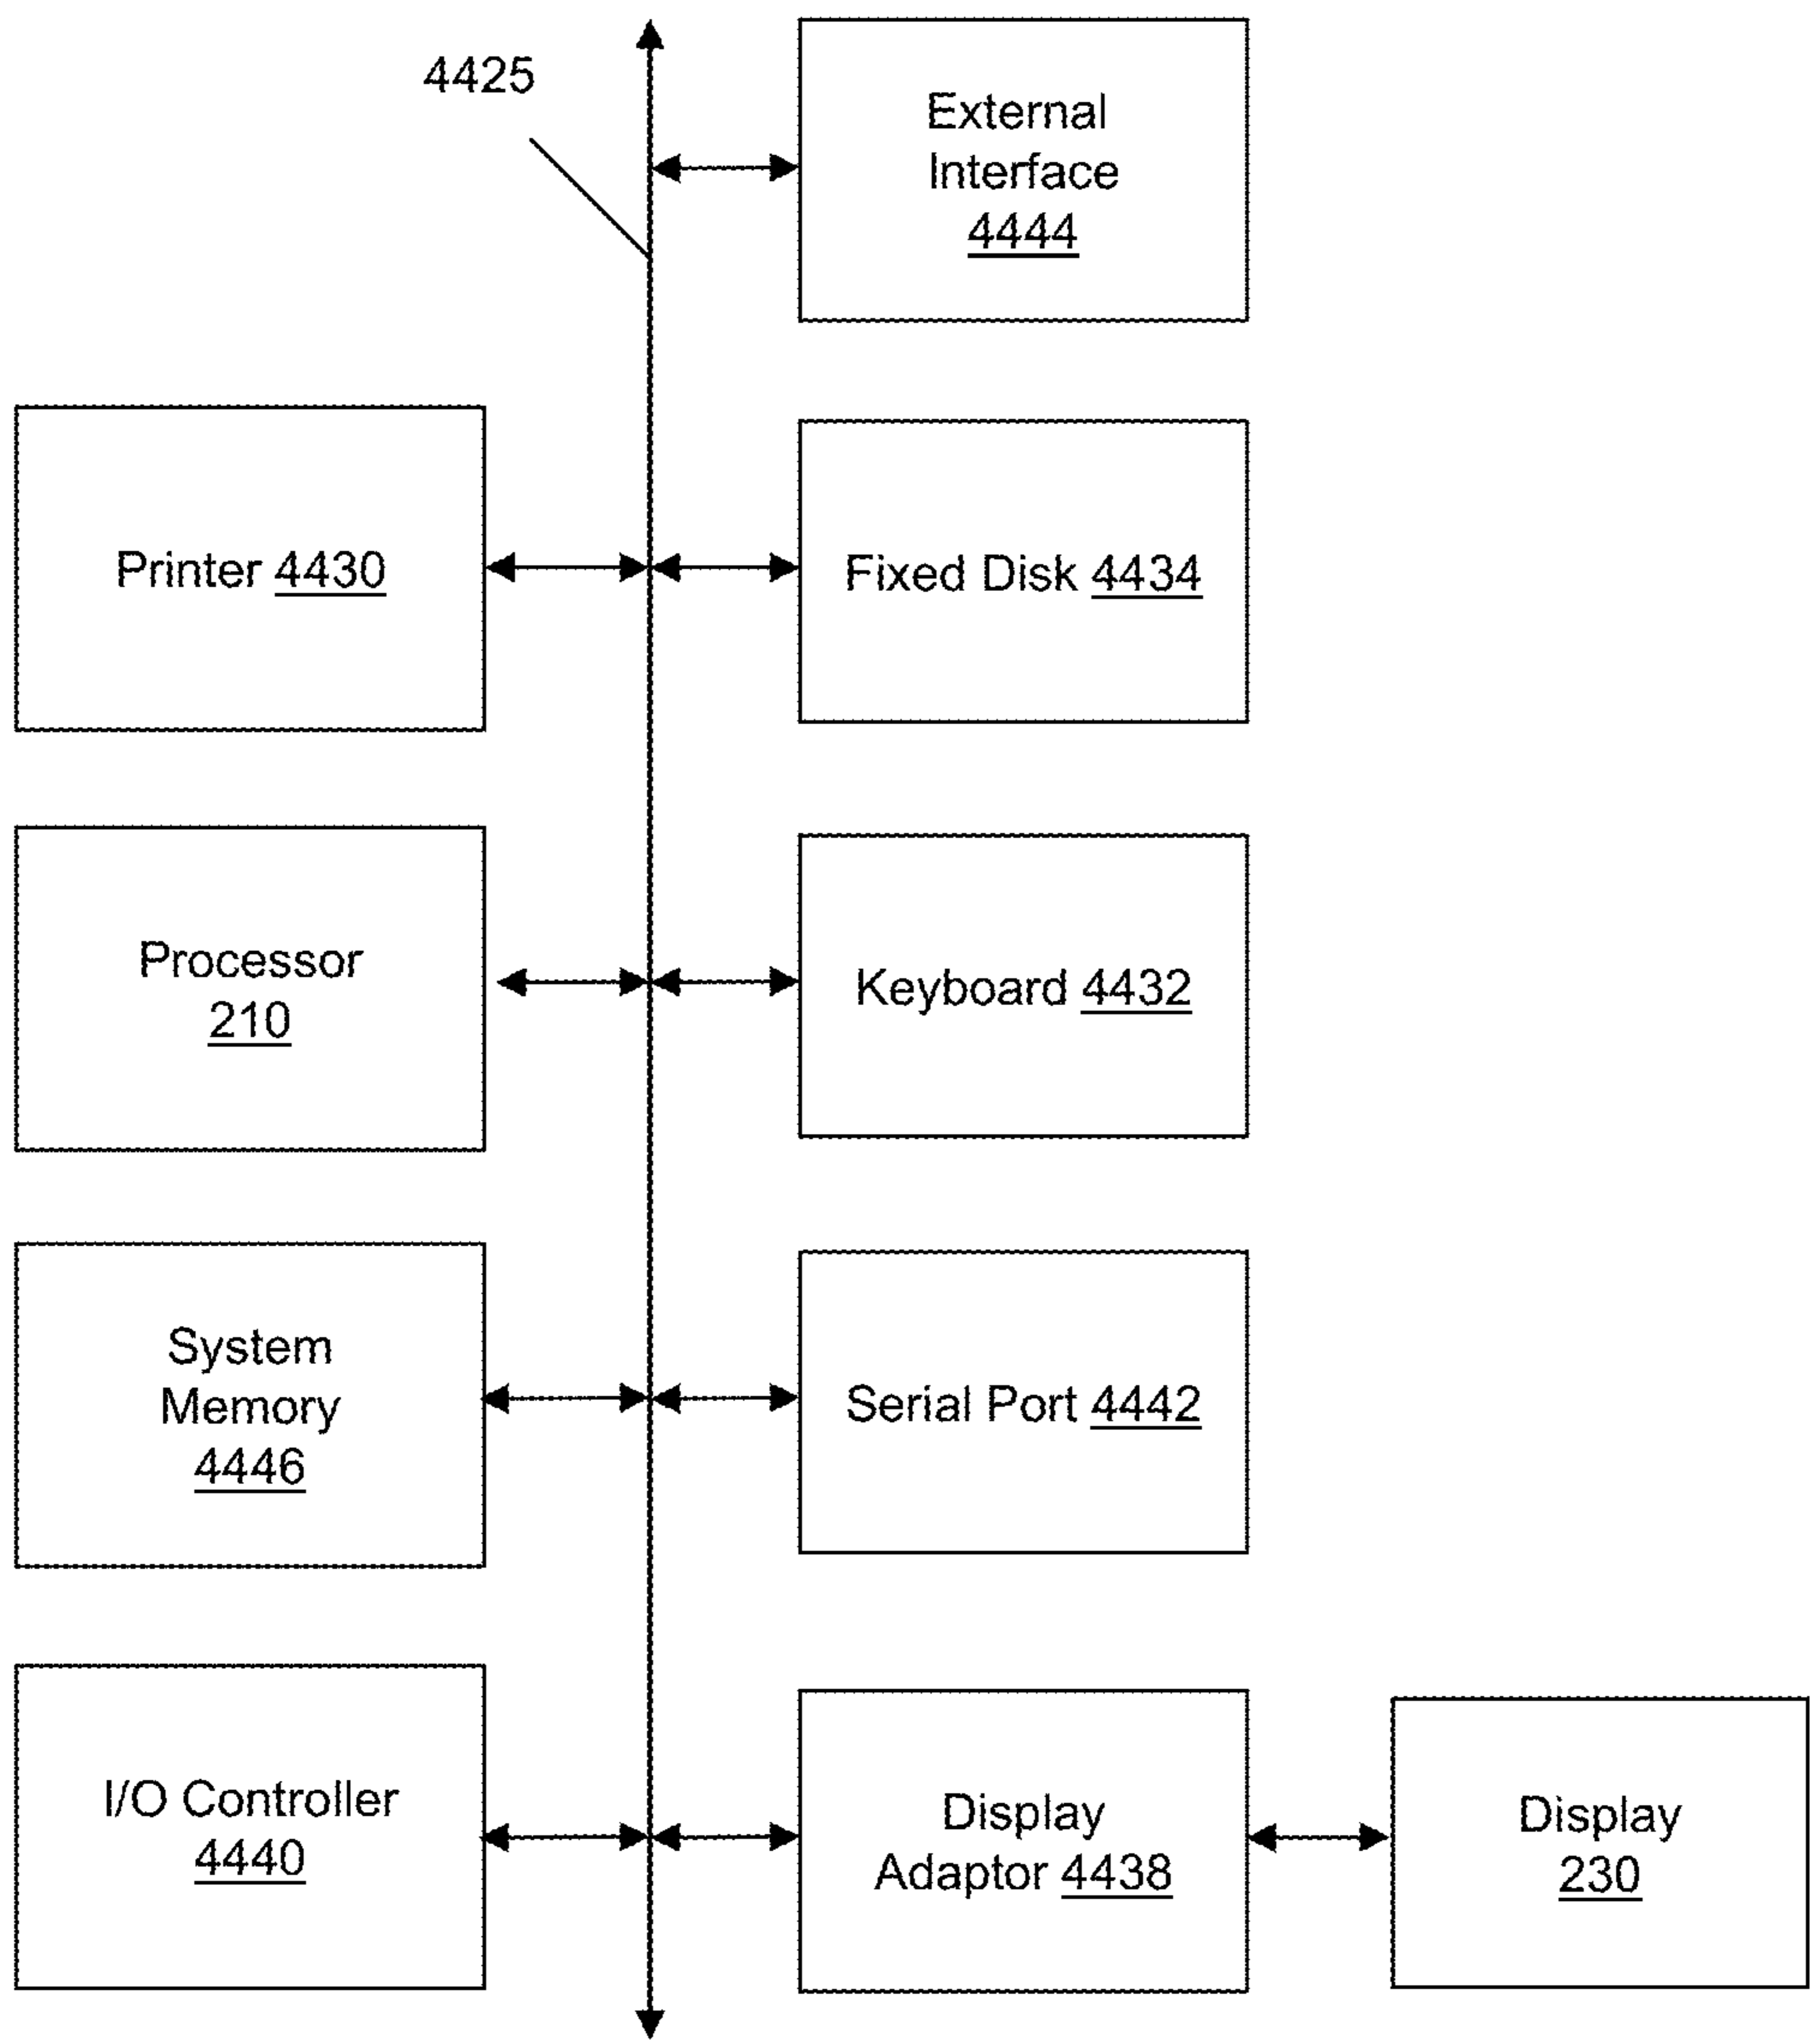 4425
External
Interface
4444
Printer 4430
Fixed Disk 4434
Processor
210
Keyboard 4432
System
Memory
4446
Serial Port 4442
I/O Controller
4440
Display
Adaptor 4438
Display
230